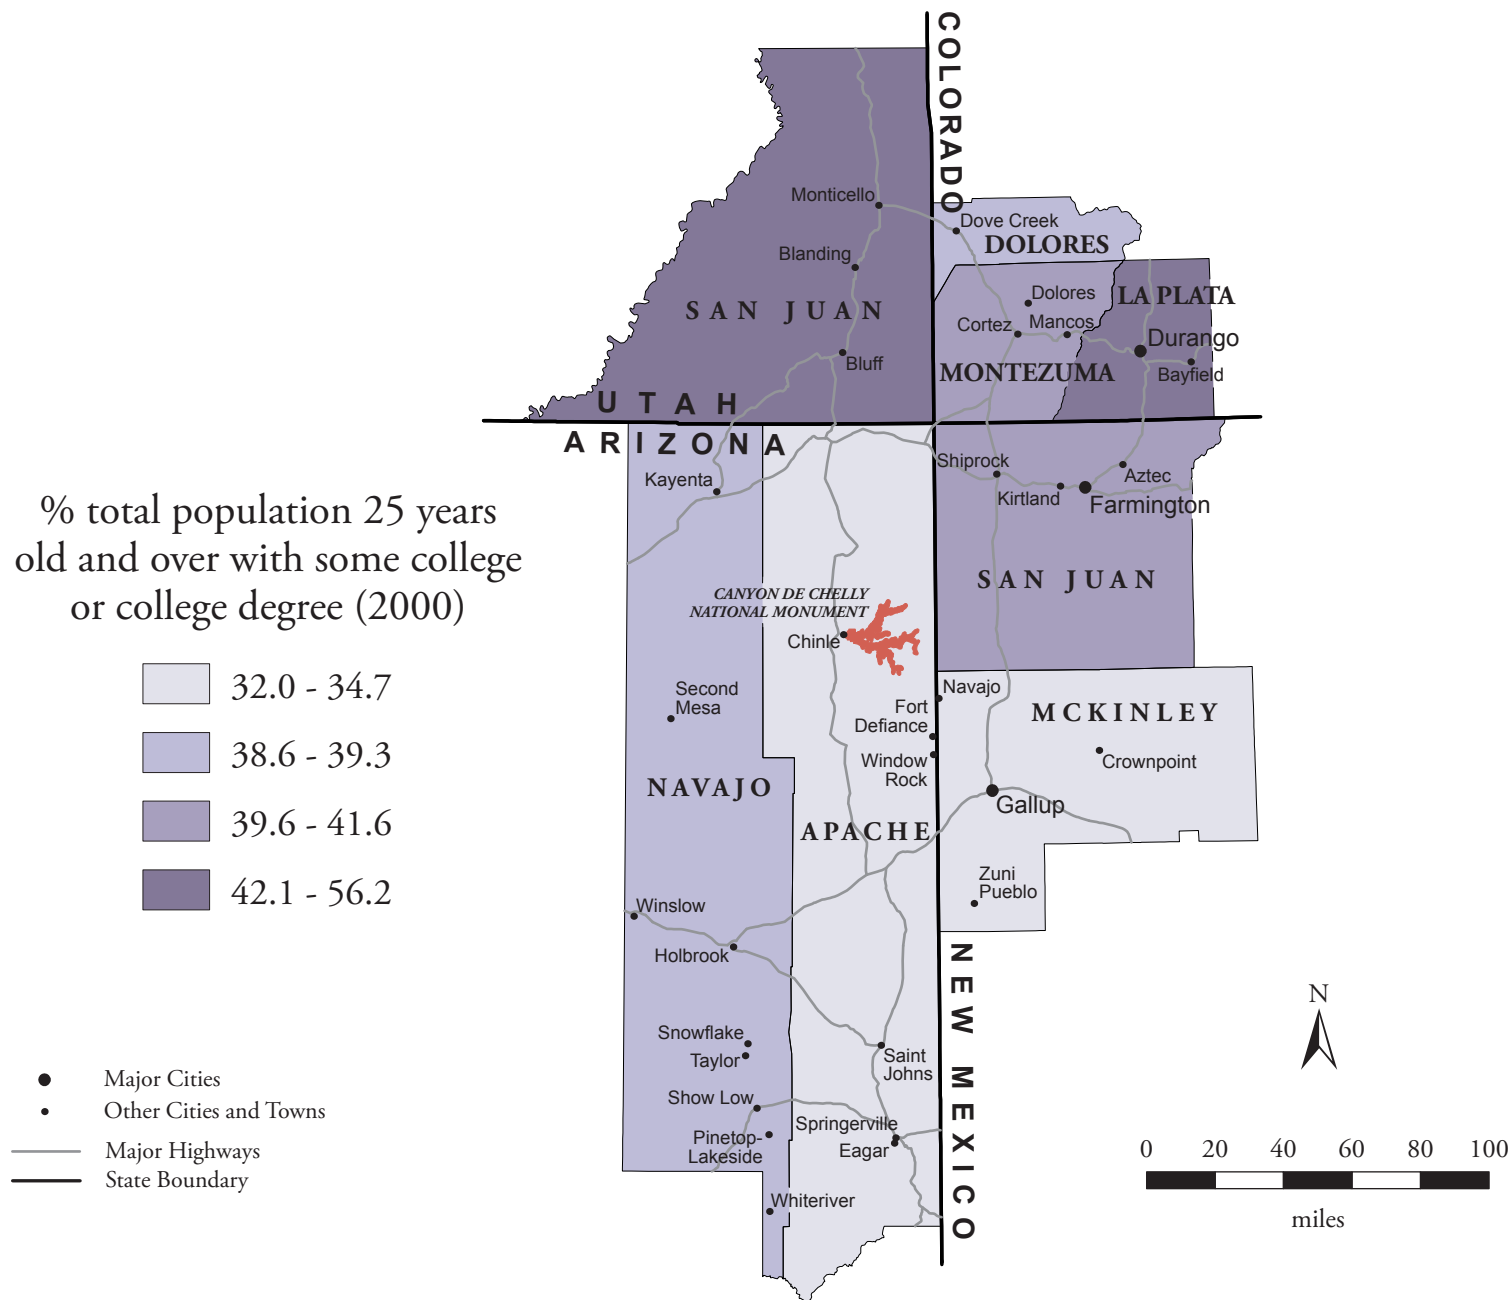 COLORADO
Monticello
Dove Creek
DOLORES
Blanding
Dolores
LA PLATA
SAN JUAN
Cortez
Mancos
Durango
Bluff
MONTEZUMA
Bayfield
UTAH
ARIZONA
Shiprock
Aztec
Kayenta
Kirtland
Farmington
% total population 25 years
old and over with some college
or college degree (2000)
SAN JUAN
CANYON DE CHELLY
NATIONAL MONUMENT
Chinle
32.0 - 34.7
38.6 - 39.3
39.6 - 41.6
42.1 - 56.2
Second
Mesa
Navajo
Fort
Defiance
MCKINLEY
Window
Rock
Crownpoint
NAVAJO
Gallup
APACHE
Zuni
Pueblo
Winslow
Holbrook
NEW MEXICO
Snowflake
Taylor
Saint
Johns
Show Low
Springerville
Eagar
Pinetop-
Lakeside
Whiteriver
Major Cities
Other Cities and Towns
Major Highways
State Boundary
N
0 20 40 60 80 100
miles